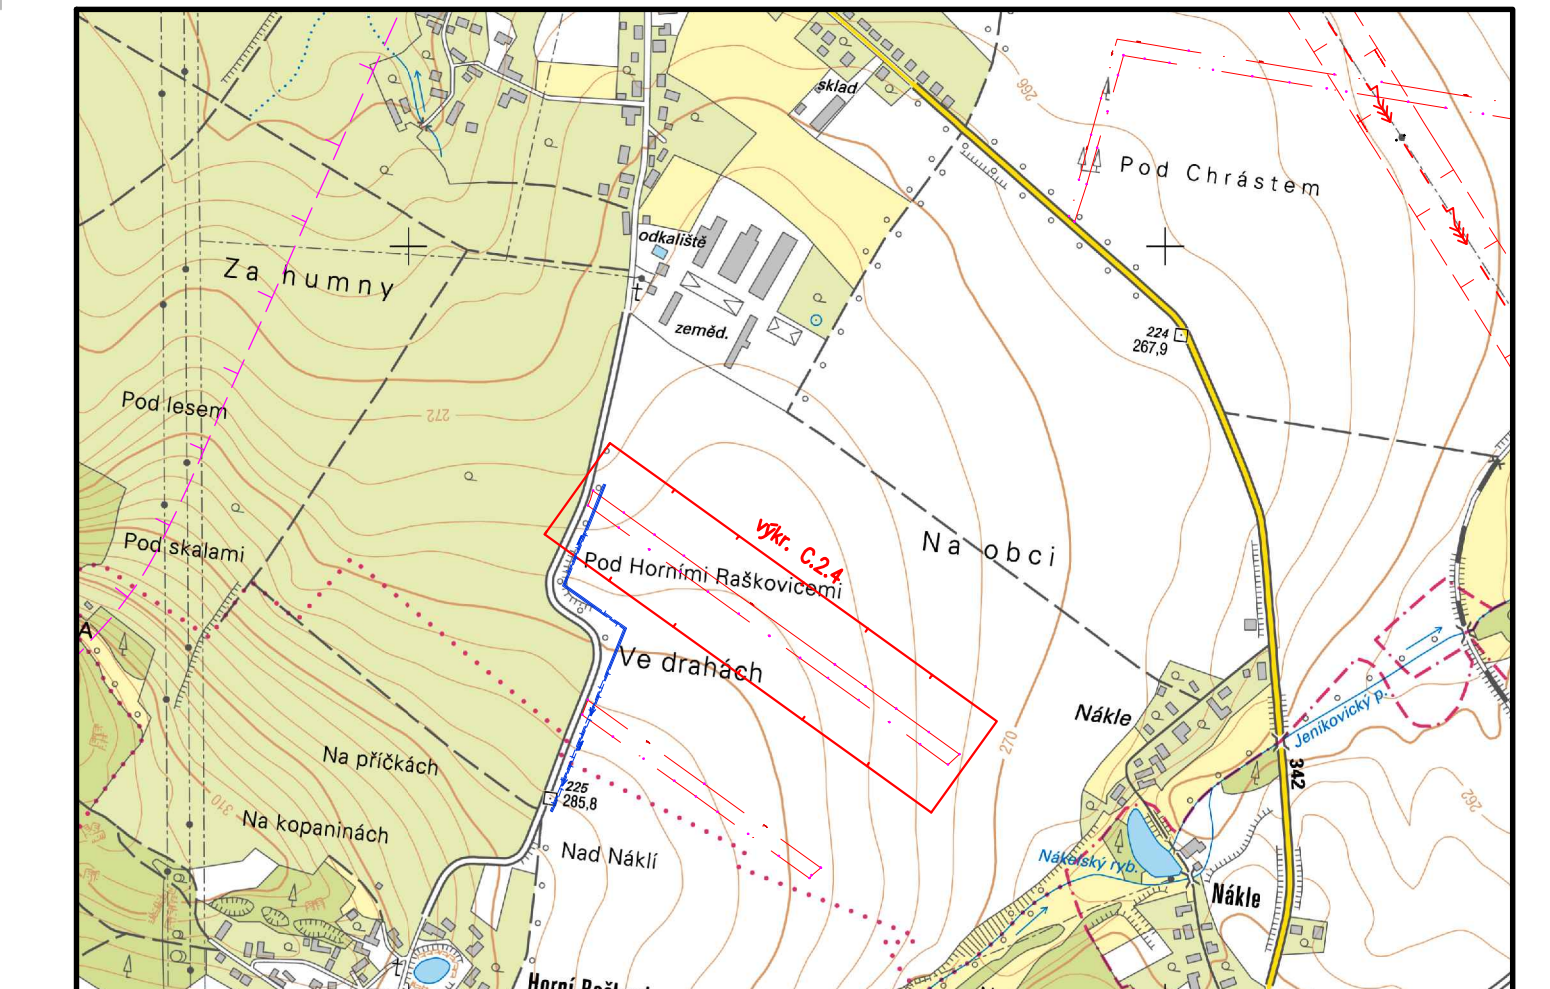 sklad
266
Pod Chrástem
odkaliště
Za humny
zeměd.
224
267,9
Pod lesem
272
výkr. C.2.4
Na obci
Pod skalami
Pod Horními Raškovicemi
A
Ve drahách
Nákle
Jeníkovický p.
270
Na příčkách
342
225
285,8
310
262
Na kopaninách
Nad Náklí
Nákelský ryb.
Nákle
Horní